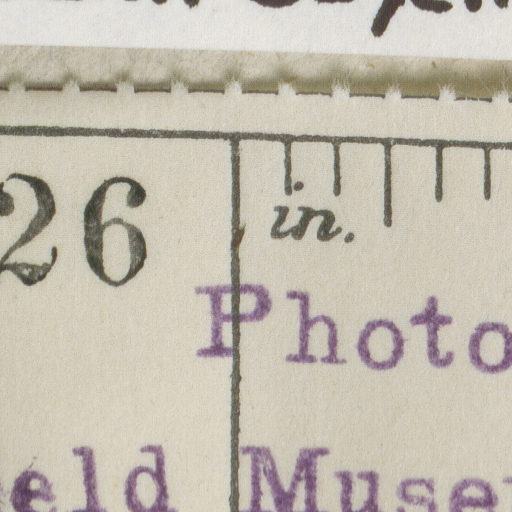 26 in.
Photo
eld Muse